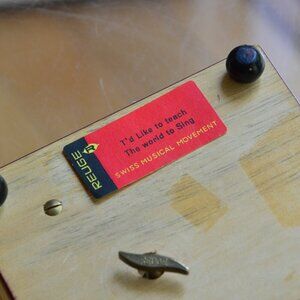 REUGE
I'd Like to teach
The world to Sing
SWISS MUSICAL MOVEMENT